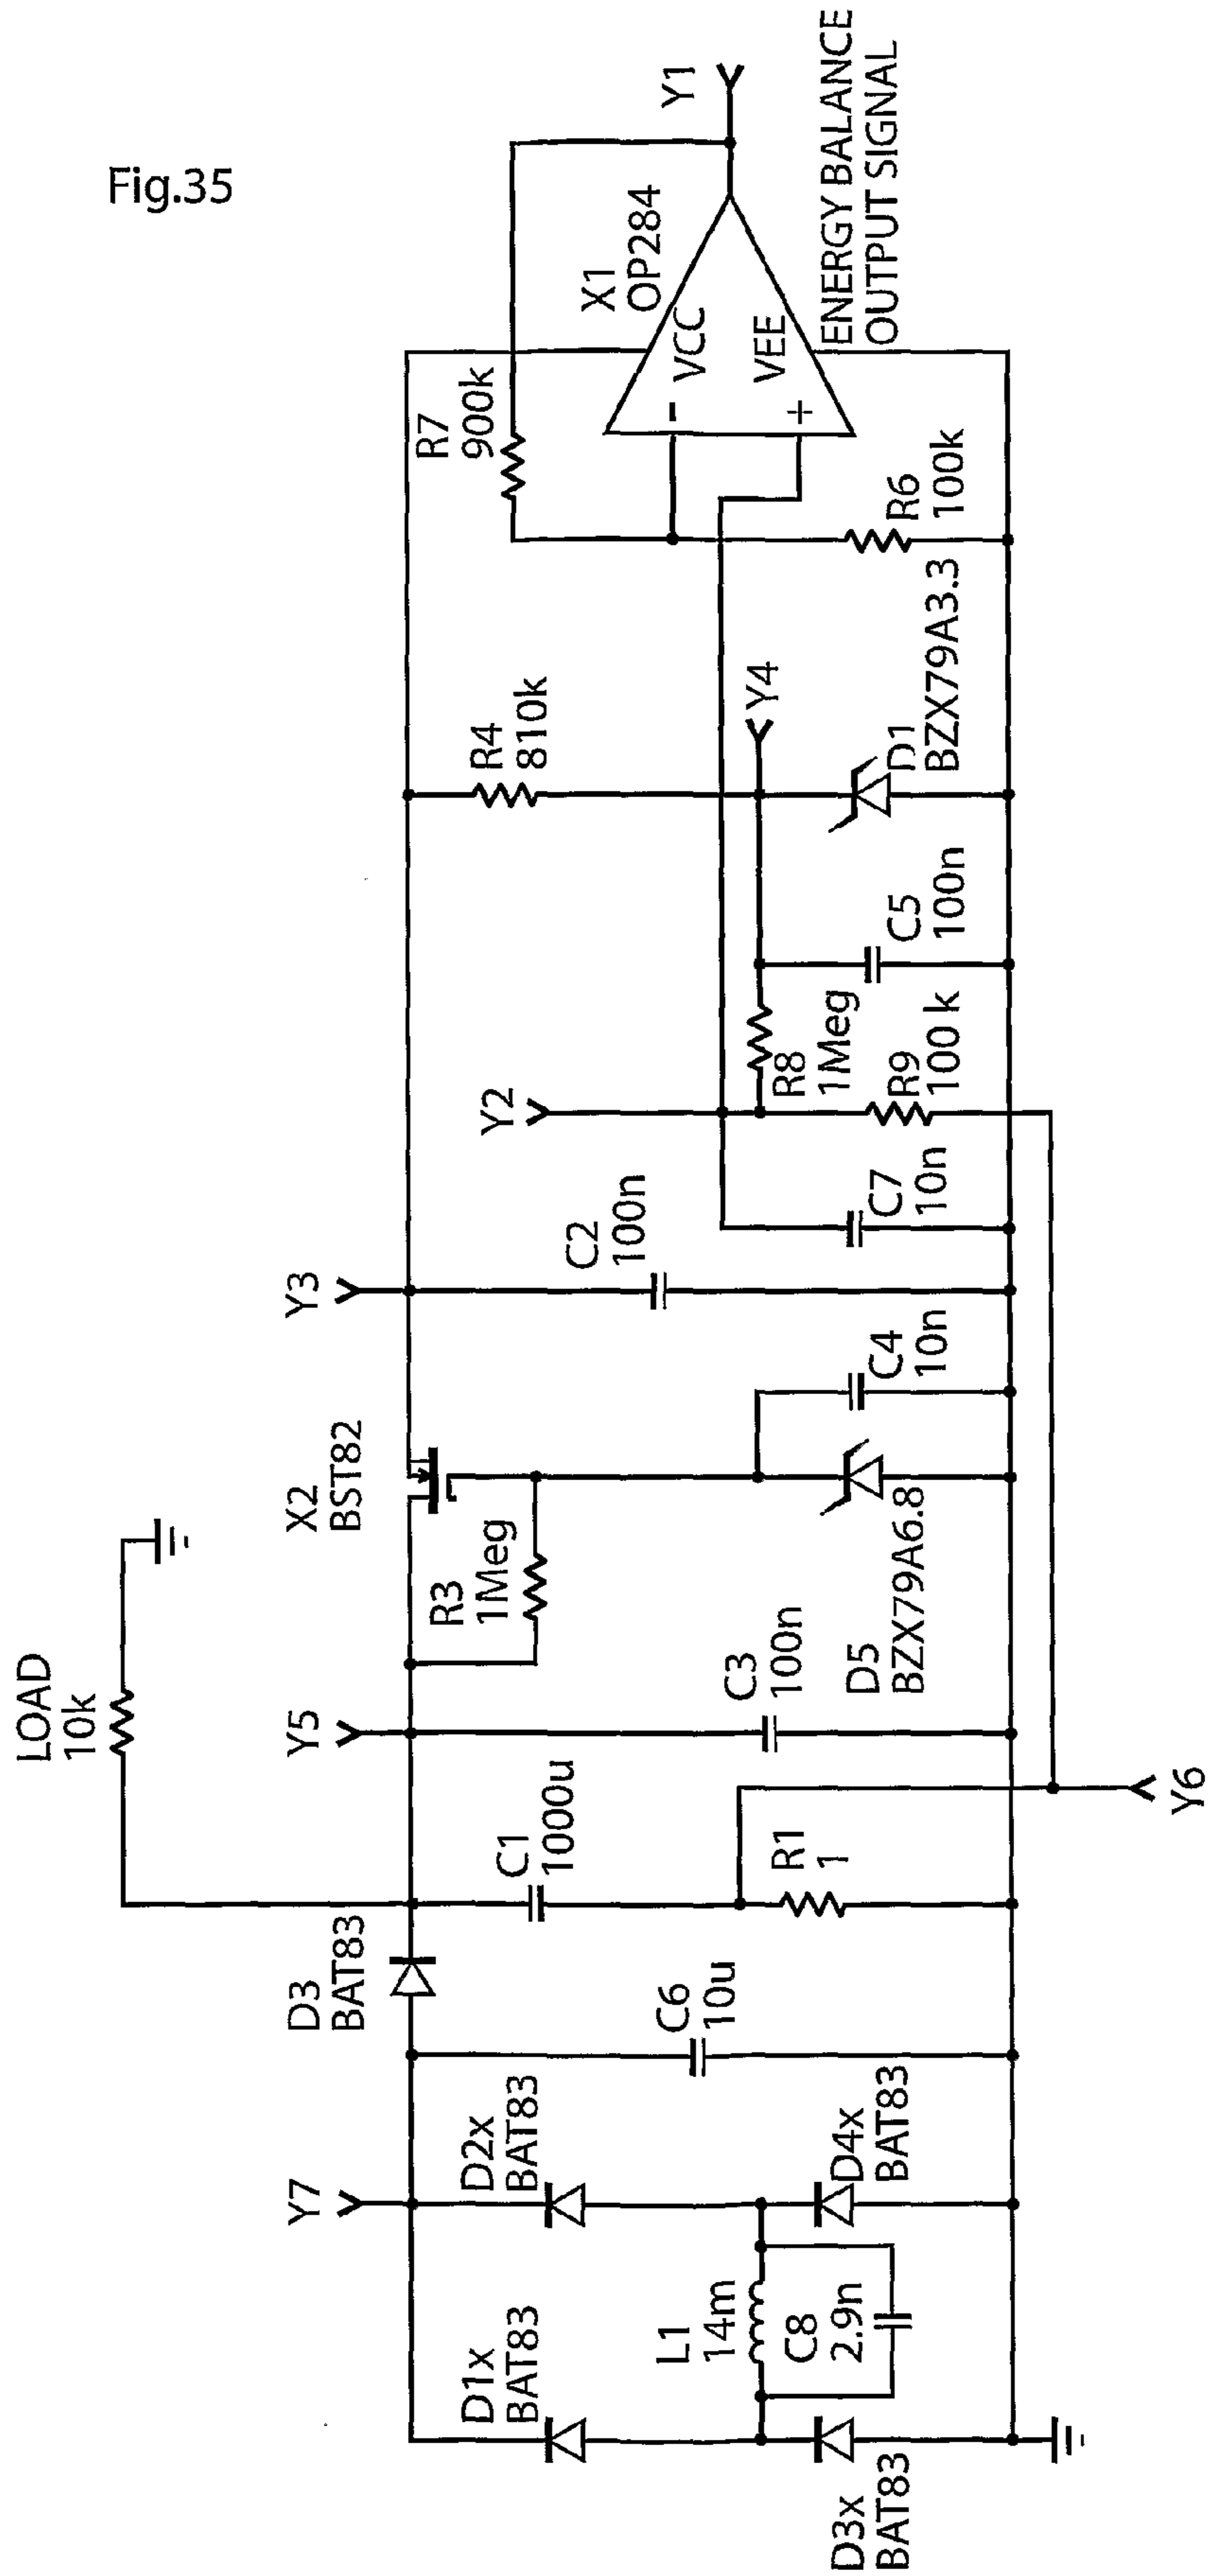 Fig.35
LOAD
10k
Y7
D1x
BAT83
D2x
BAT83
L1
14m
C8
2.9n
D3x
BAT83
D4x
BAT83
C6
10u
D3
BAT83
C1
1000u
R1
1
Y6
Y5
C3
100n
R3
1Meg
X2
BST82
D5
BZX79A6.8
C4
10n
Y3
C2
100n
C7
10n
Y2
R8
1Meg
R9
100 k
C5
100n
R4
810k
Y4
D1
BZX79A3.3
R7
900k
R6
100k
X1
OP284
VCC
VEE
-
+
Y1
ENERGY BALANCE
OUTPUT SIGNAL